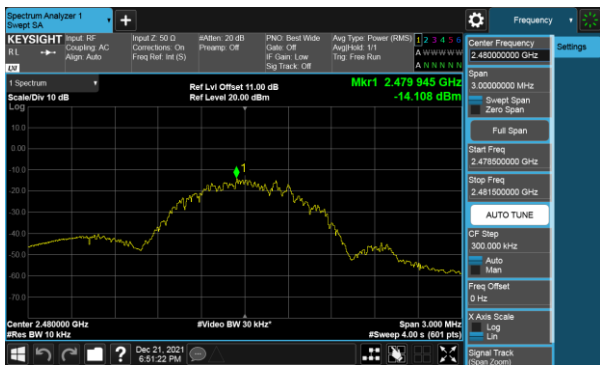 Spectrum Analyzer 1
Swept SA
Frequency
KEYSIGHT
Input: RF
Coupling: AC
Align: Auto
RL
Input Z: 50 Ω
Corrections: On
Freq Ref: Int (S)
#Atten: 20 dB
Preamp: Off
PNO: Best Wide
Gate: Off
IF Gain: Low
Sig Track: Off
Avg Type: Power (RMS)
Avg|Hold: 1/1
Trig: Free Run
1 2 3 4 5 6
A W W W W W
A N N N N N
1 Spectrum
Scale/Div 10 dB
Log
Ref Lvl Offset 11.00 dB
Ref Level 20.00 dBm
Mkr1 2.479 945 GHz
-14.108 dBm
10.0
0.00
-10.0
-20.0
-30.0
-40.0
-50.0
-60.0
-70.0
1
Center 2.480000 GHz
#Res BW 10 kHz
#Video BW 30 kHz*
Span 3.000 MHz
#Sweep 4.00 s (601 pts)
Dec 21, 2021
6:51:22 PM
Center Frequency
2.480000000 GHz
Settings
Span
3.00000000 MHz
Swept Span
Zero Span
Full Span
Start Freq
2.478500000 GHz
Stop Freq
2.481500000 GHz
AUTO TUNE
CF Step
300.000 kHz
Auto
Man
Freq Offset
0 Hz
X Axis Scale
Log
Lin
Signal Track
(Span Zoom)